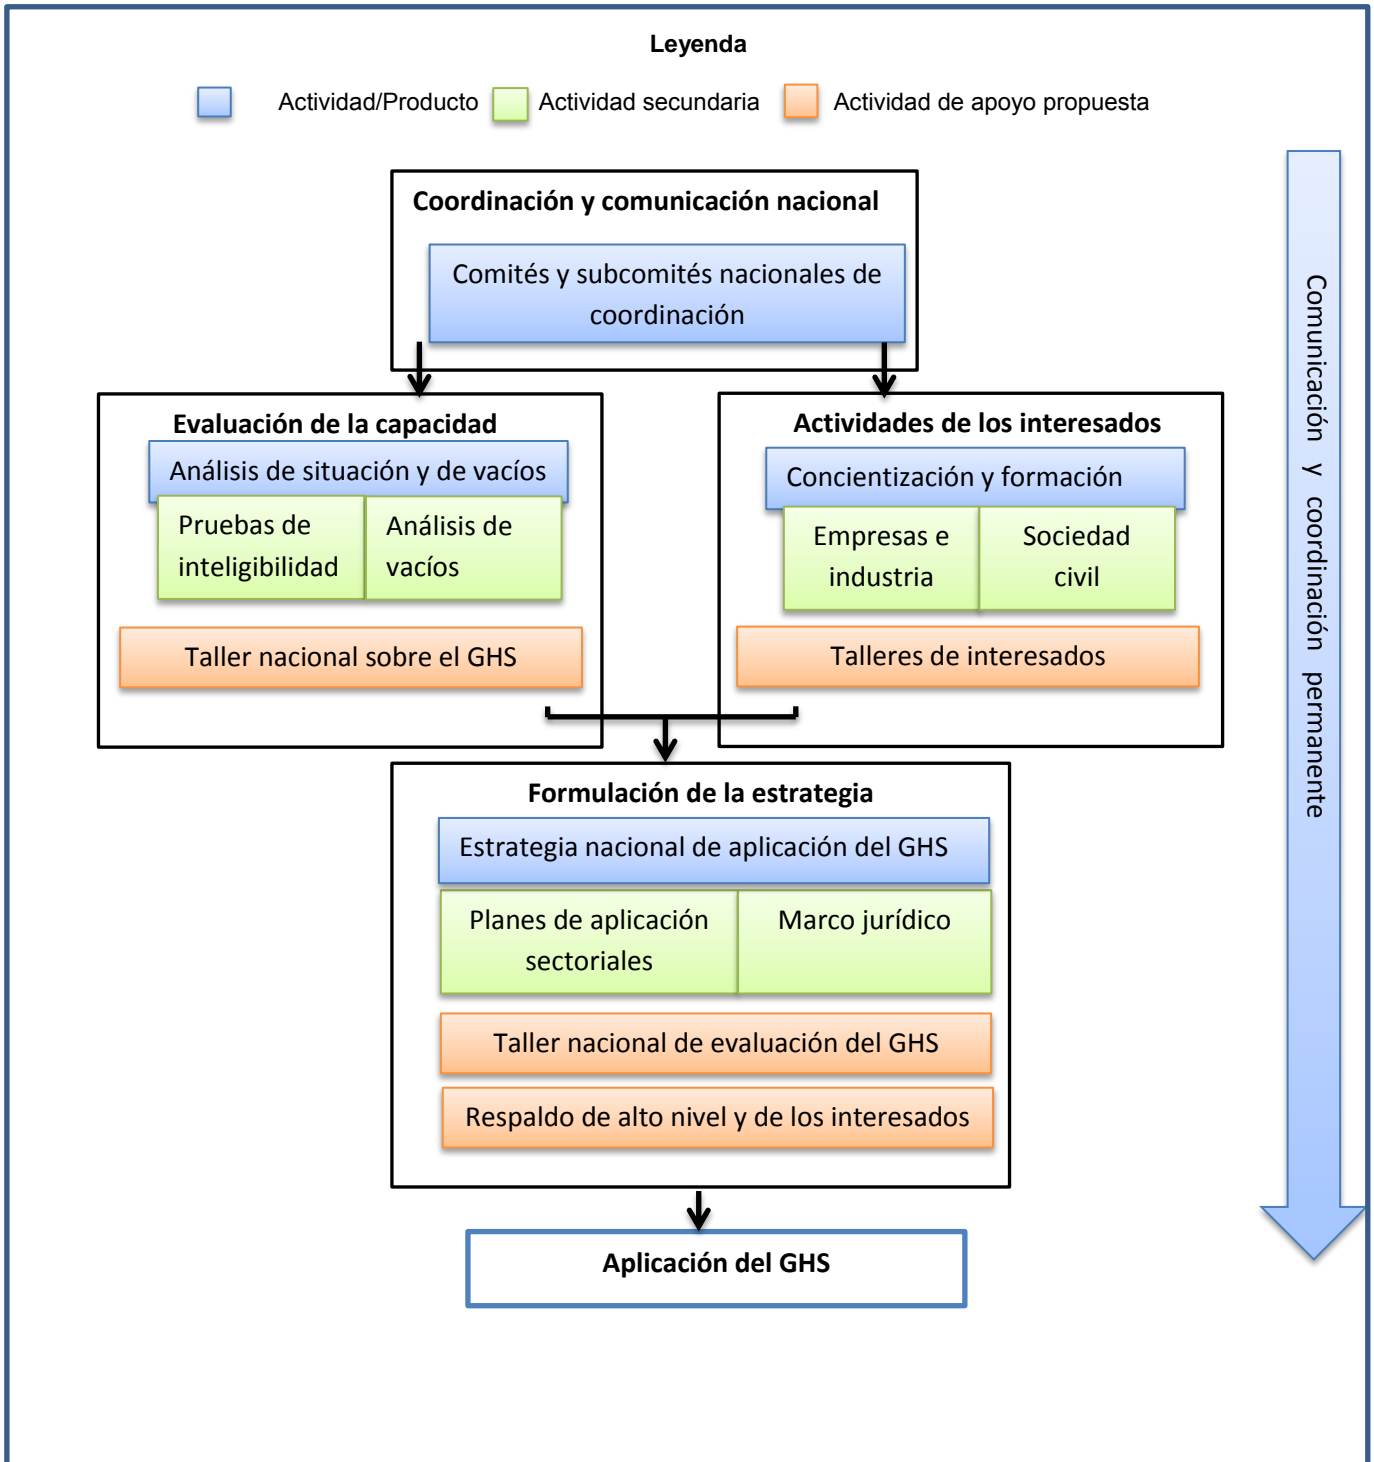 Leyenda
Actividad/Producto
Actividad secundaria
Actividad de apoyo propuesta
Coordinación y comunicación nacional
Comités y subcomités nacionales de
coordinación
Evaluación de la capacidad
Análisis de situación y de vacíos
Pruebas de
inteligibilidad
Análisis de
vacíos
Taller nacional sobre el GHS
Actividades de los interesados
Concientización y formación
Empresas e
industria
Sociedad
civil
Talleres de interesados
Formulación de la estrategia
Estrategia nacional de aplicación del GHS
Planes de aplicación
sectoriales
Marco jurídico
Taller nacional de evaluación del GHS
Respaldo de alto nivel y de los interesados
Aplicación del GHS
Comunicación y coordinación permanente